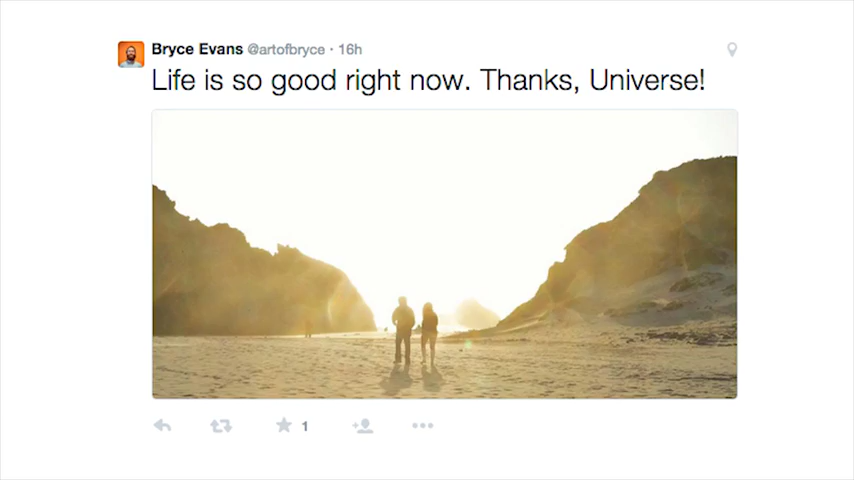 Bryce Evans @artofbryce · 16h
Life is so good right now. Thanks, Universe!
1